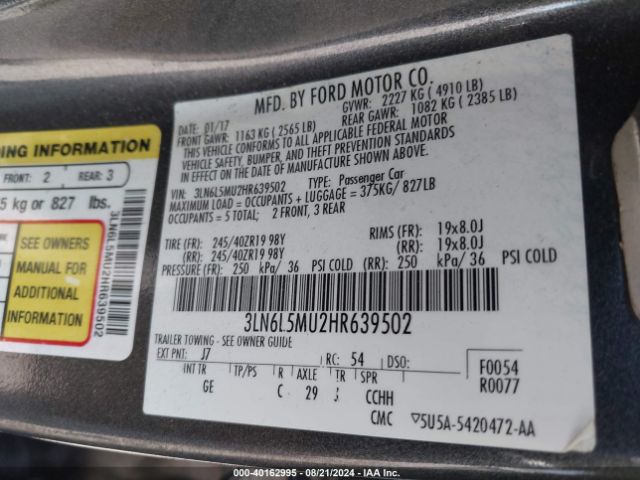 MFD. BY FORD MOTOR CO.
DATE: 01/17
GVWR: 2227 KG ( 4910 LB)
FRONT GAWR: 1163 KG ( 2565 LB)
REAR GAWR: 1082 KG ( 2385 LB)
THIS VEHICLE CONFORMS TO ALL APPLICABLE FEDERAL MOTOR
VEHICLE SAFETY, BUMPER, AND THEFT PREVENTION STANDARDS
IN EFFECT ON THE DATE OF MANUFACTURE SHOWN ABOVE.
VIN: 3LN6L5MU2HR639502 TYPE: Passenger Car
MAXIMUM LOAD = OCCUPANTS + LUGGAGE = 375KG/ 827LB
OCCUPANTS = 5 TOTAL; 2 FRONT, 3 REAR
TIRE (FR): 245/40ZR19 98Y RIMS (FR): 19x8.0J
(RR): 245/40ZR19 98Y (RR): 19x8.0J
PRESSURE (FR): 250 kPa/ 36 PSI COLD (RR): 250 kPa/ 36 PSI COLD
3LN6L5MU2HR639502
TRAILER TOWING - SEE OWNER GUIDE
EXT PNT: J7 RC: 54 DSO:
F0054
R0077
INT TR TP/PS R AXLE TR SPR
GE C 29 J CCHH
CMC ▽5U5A-5420472-AA
ING INFORMATION
FRONT: 2 REAR: 3
5 kg or 827 lbs.
SEE OWNERS
MANUAL FOR
ADDITIONAL
INFORMATION
3LN6L5MU2HR639502
000-40162995 - 08/21/2024 - IAA Inc.